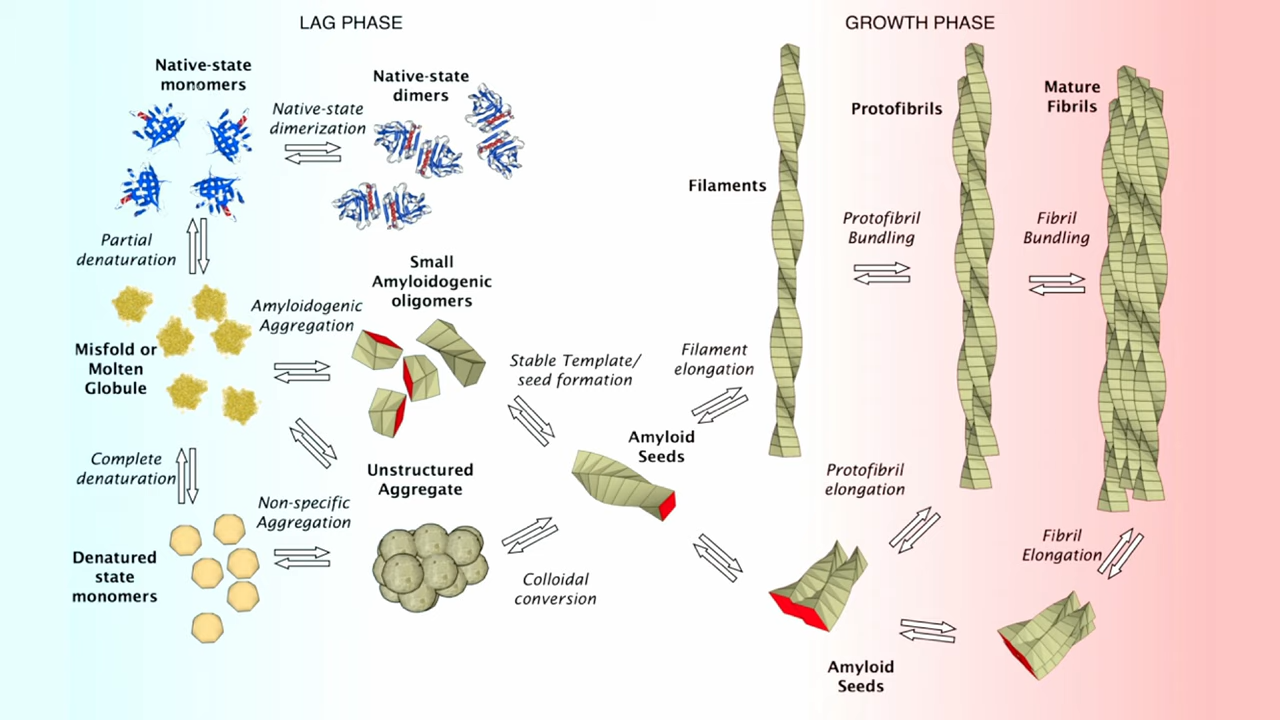 LAG PHASE
GROWTH PHASE
Native-state
monomers
Native-state
dimerization
Native-state
dimers
Partial
denaturation
Misfold or
Molten
Globule
Amyloidogenic
Aggregation
Small
Amyloidogenic
oligomers
Complete
denaturation
Denatured
state
monomers
Non-specific
Aggregation
Unstructured
Aggregate
Stable Template/
seed formation
Colloidal
conversion
Amyloid
Seeds
Filament
elongation
Filaments
Protofibril
Bundling
Protofibrils
Fibril
Bundling
Mature
Fibrils
Protofibril
elongation
Fibril
Elongation
Amyloid
Seeds